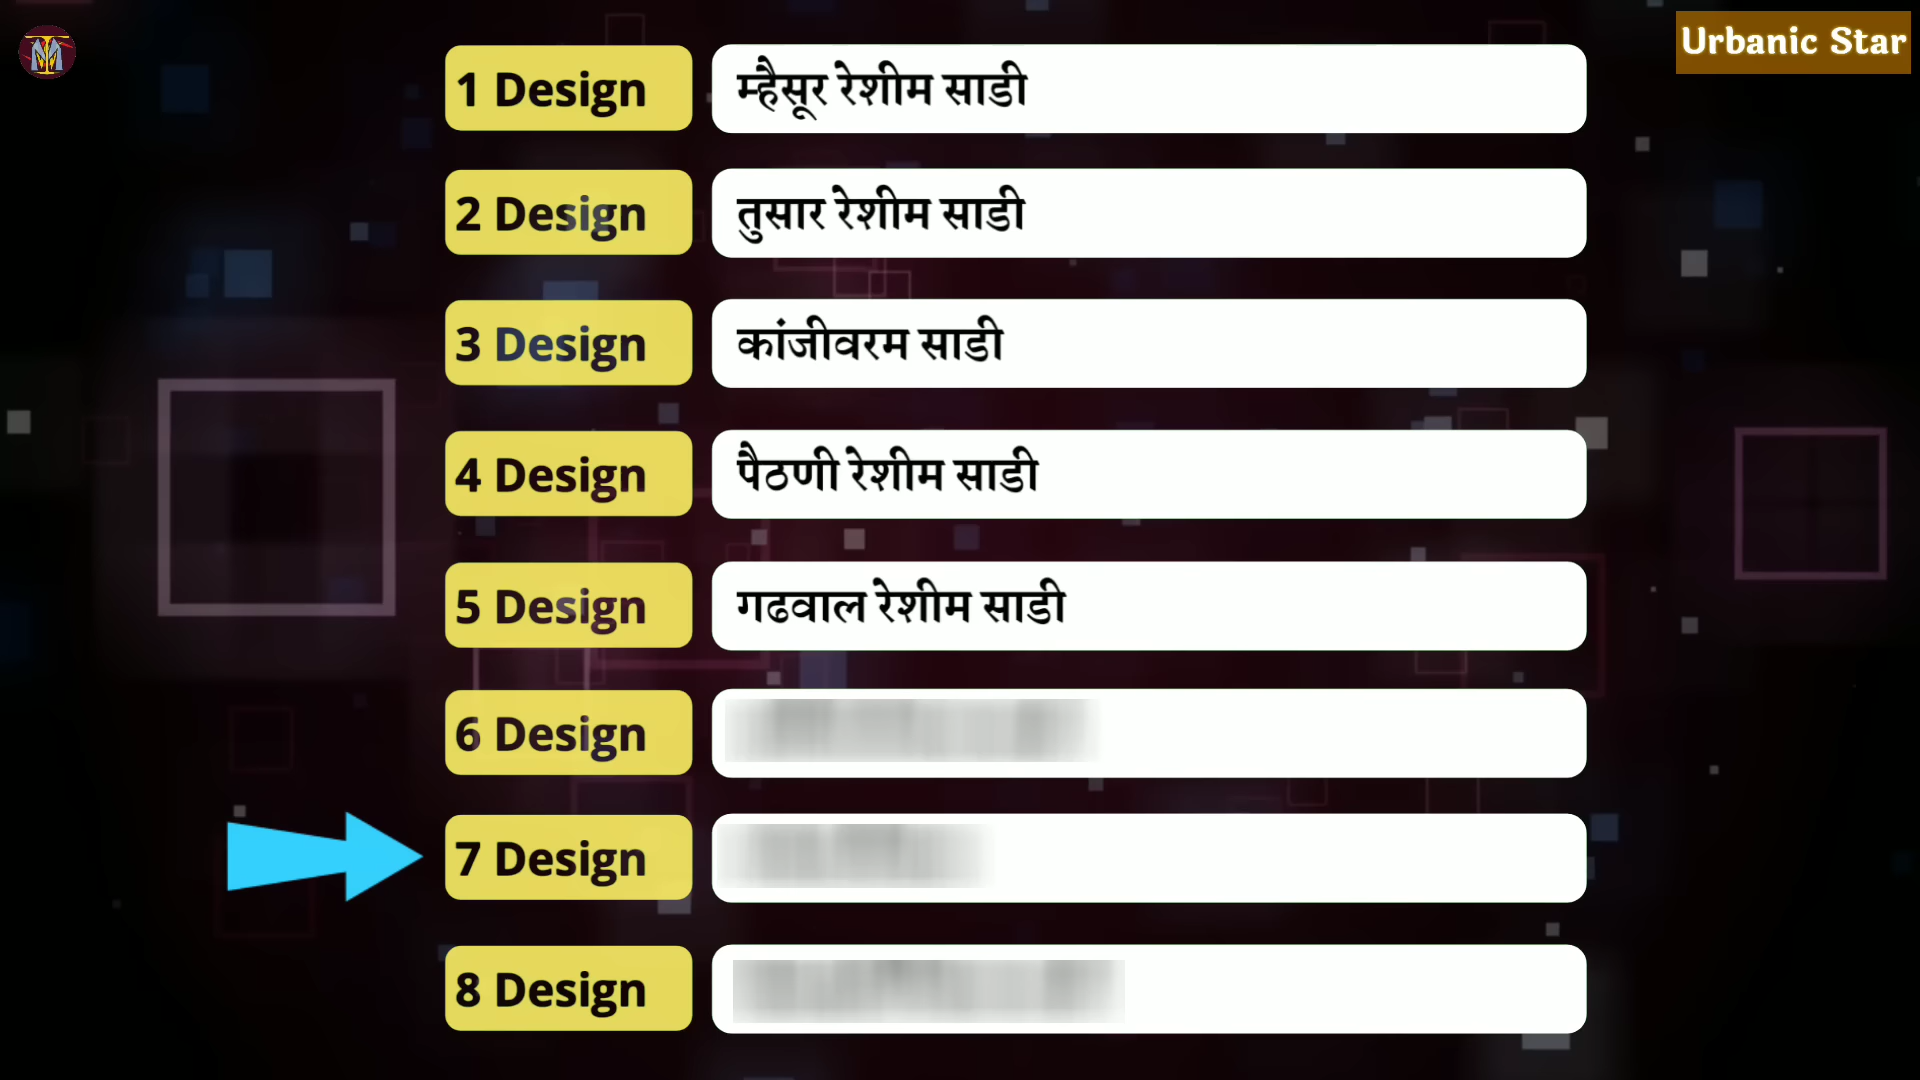 Urbanic Star
1 Design
म्हैसूर रेशीम साडी
2 Design
तुसार रेशीम साडी
3 Design
कांजीवरम साडी
4 Design
पैठणी रेशीम साडी
5 Design
गढवाल रेशीम साडी
6 Design
7 Design
8 Design